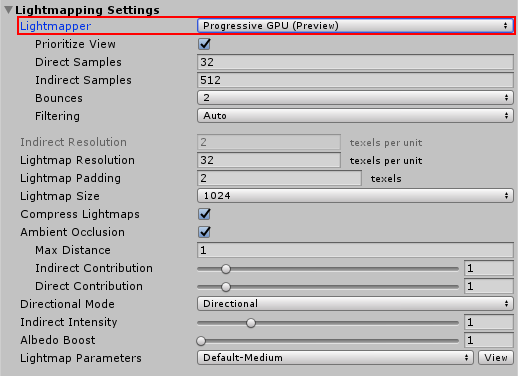 Lightmapping Settings
Lightmapper Progressive GPU (Preview)
Prioritize View
Direct Samples 32
Indirect Samples 512
Bounces 2
Filtering Auto
Indirect Resolution 2 texels per unit
Lightmap Resolution 32 texels per unit
Lightmap Padding 2 texels
Lightmap Size 1024
Compress Lightmaps
Ambient Occlusion
Max Distance 1
Indirect Contribution 1
Direct Contribution 1
Directional Mode Directional
Indirect Intensity 1
Albedo Boost 1
Lightmap Parameters Default-Medium View